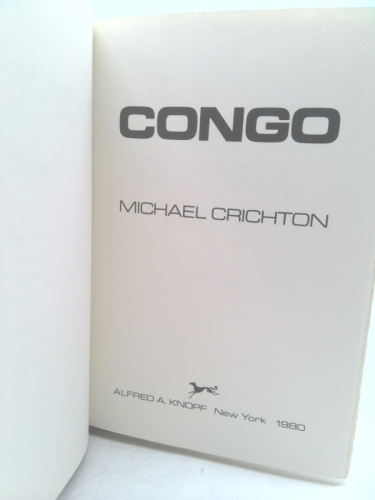 CONGO
MICHAEL CRICHTON
ALFRED A. KNOPF New York 1980